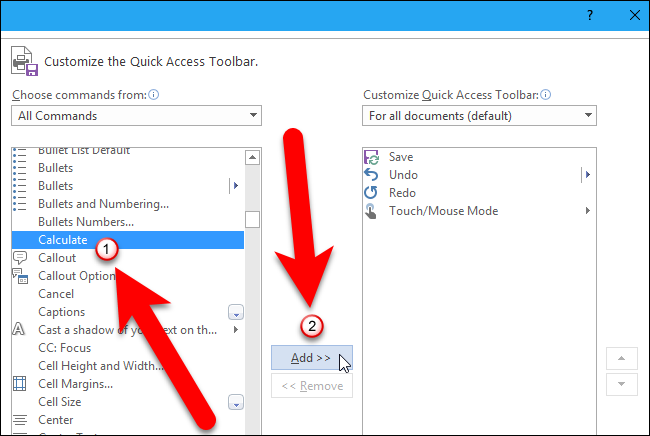 ?
Customize the Quick Access Toolbar.
Choose commands from:
All Commands
Bullet List Default
Bullets
Bullets
Bullets and Numbering...
Bullets Numbers...
Calculate
1
Callout
Callout Optio
Cancel
Captions
Cast a shadow of your text on th...
CC: Focus
Cell Height and Width...
Cell Margins...
Cell Size
Center
2
Add >>
<< Remove
Customize Quick Access Toolbar:
For all documents (default)
Save
Undo
Redo
Touch/Mouse Mode